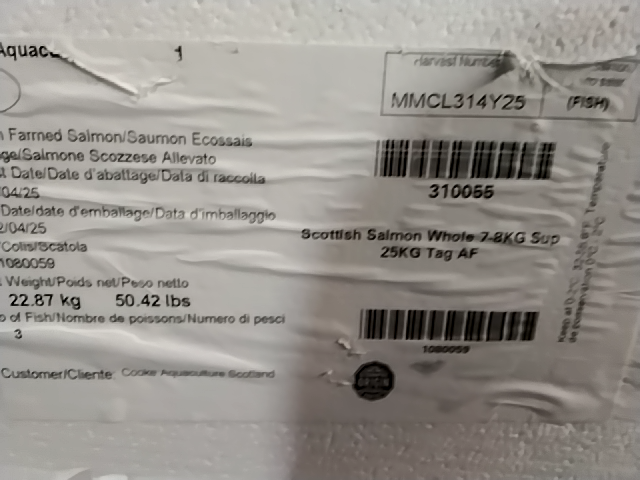 Harvest Number
MMCL314Y25
(FISH)
Farmed Salmon/Saumon Ecossais
ge/Salmone Scozzese Allevato
t Date/Date d'abattage/Data di raccolta
04/25
310055
Date/date d'emballage/Data d'imballaggio
2/04/25
Scottish Salmon Whole 7-8KG Sup
25KG Tag AF
/Colis/Scatola
1080059
Weight/Poids net/Peso netto
22.87 kg 50.42 lbs
o of Fish/Nombre de poissons/Numero di pesci
3
1080059
Customer/Cliente: Cooke Aquaculture Scotland
ORIGIN